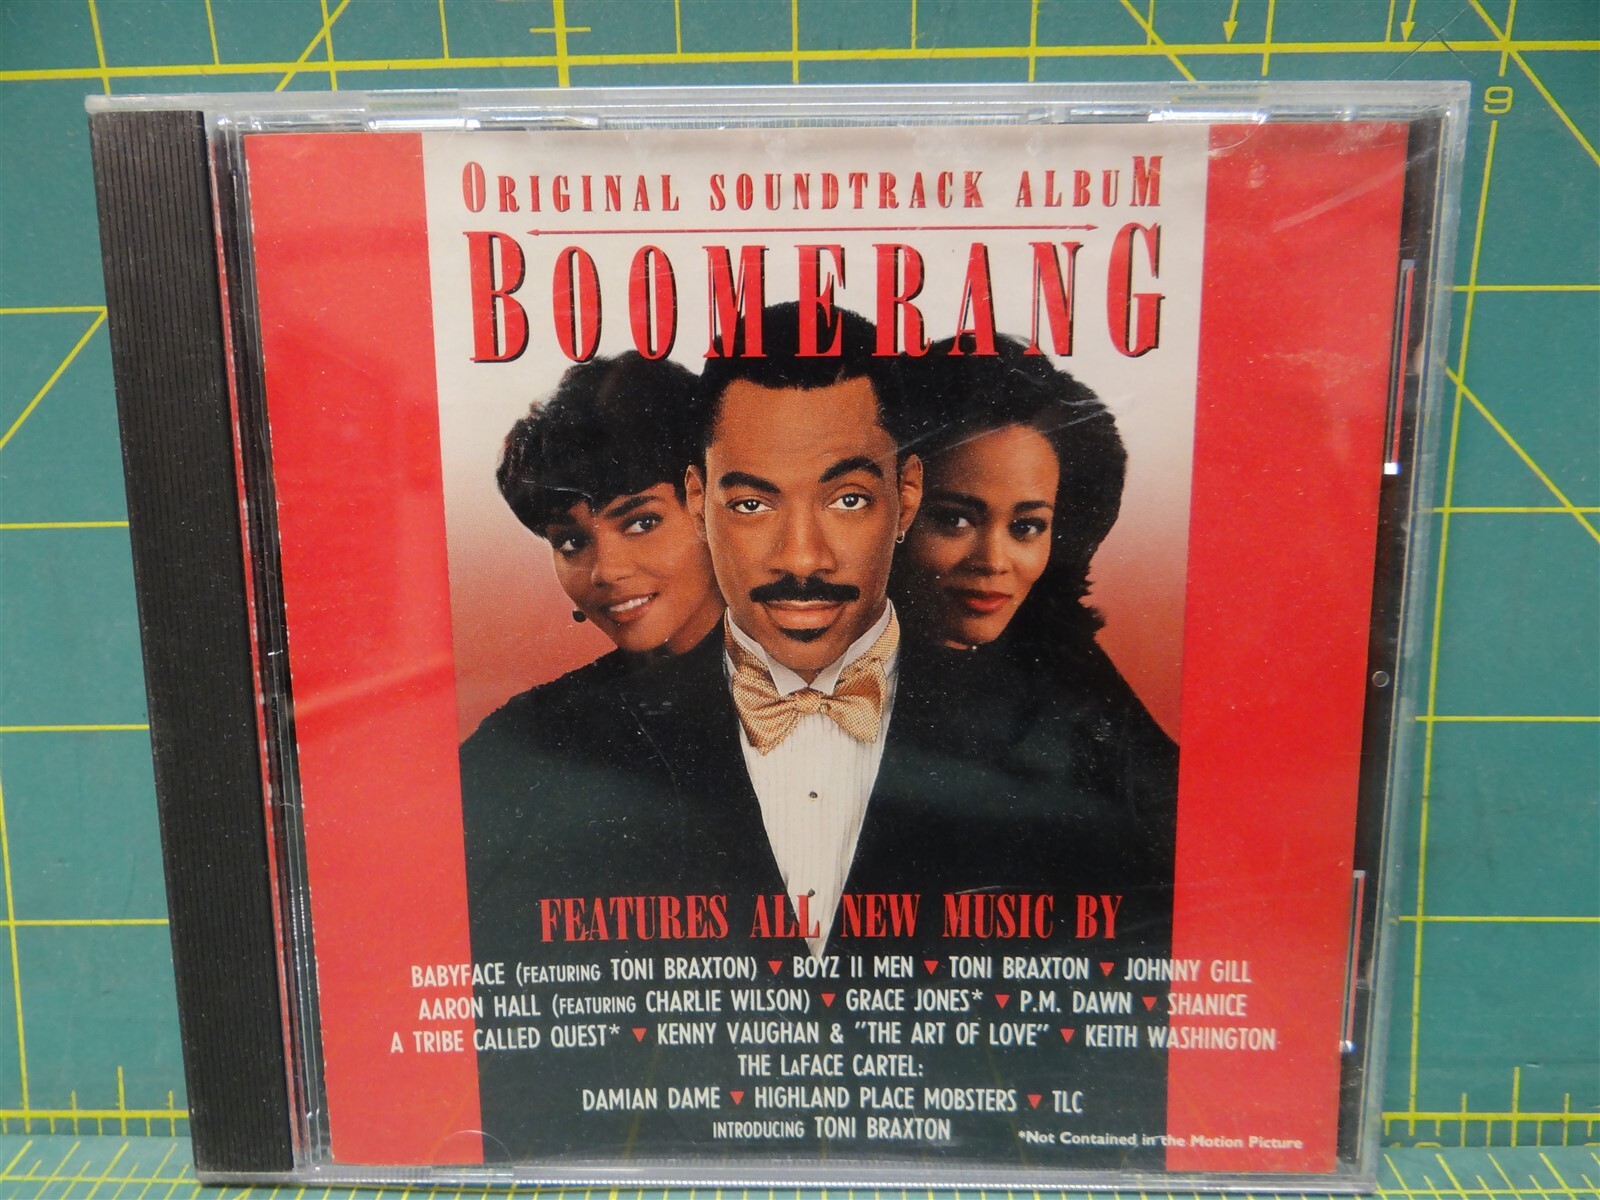 ORIGINAL SOUNDTRACK ALBUM
BOOMERANG
FEATURES ALL NEW MUSIC BY
BABYFACE (FEATURING TONI BRAXTON) ▼ BOYZ II MEN ▼ TONI BRAXTON ▼ JOHNNY GILL
AARON HALL (FEATURING CHARLIE WILSON) ▼ GRACE JONES* ▼ P.M. DAWN ▼ SHANICE
A TRIBE CALLED QUEST* ▼ KENNY VAUGHAN & "THE ART OF LOVE" ▼ KEITH WASHINGTON
THE LAFACE CARTEL:
DAMIAN DAME ▼ HIGHLAND PLACE MOBSTERS ▼ TLC
INTRODUCING TONI BRAXTON
*Not Contained in the Motion Picture
9